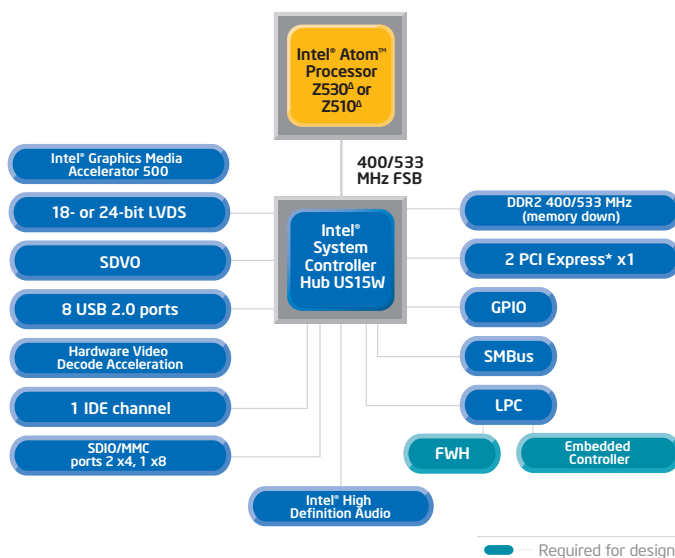 Intel® Atom™
Processor
Z530Δ or
Z510Δ
400/533
MHz FSB
Intel® Graphics Media
Accelerator 500
18- or 24-bit LVDS
SDVO
8 USB 2.0 ports
Hardware Video
Decode Acceleration
1 IDE channel
SDIO/MMC
ports 2 x4, 1 x8
Intel®
System
Controller
Hub US15W
DDR2 400/533 MHz
(memory down)
2 PCI Express* x1
GPIO
SMBus
LPC
FWH
Embedded
Controller
Intel® High
Definition Audio
Required for design